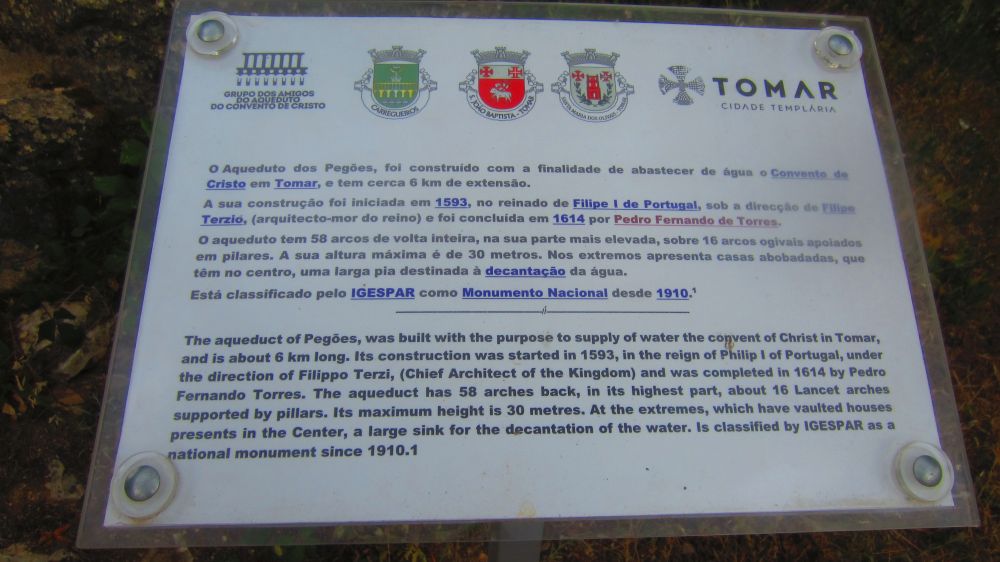 GRUPO DOS AMIGOS
DO AQUEDUTO
DO CONVENTO DE CRISTO
CARREGUEIROS
S. JOÃO BAPTISTA - TOMAR
SANTA MARIA DOS OLIVAIS - TOMAR
TOMAR
CIDADE TEMPLÁRIA
O Aqueduto dos Pegões, foi construído com a finalidade de abastecer de água o Convento de
Cristo em Tomar, e tem cerca 6 km de extensão.
A sua construção foi iniciada em 1593, no reinado de Filipe I de Portugal, sob a direcção de Filipe
Terzio, (arquitecto-mor do reino) e foi concluída em 1614 por Pedro Fernando de Torres.
O aqueduto tem 58 arcos de volta inteira, na sua parte mais elevada, sobre 16 arcos ogivais apoiados
em pilares. A sua altura máxima é de 30 metros. Nos extremos apresenta casas abobadadas, que
têm no centro, uma larga pia destinada à decantação da água.
Está classificado pelo IGESPAR como Monumento Nacional desde 1910.¹
The aqueduct of Pegões, was built with the purpose to supply of water the convent of Christ in Tomar,
and is about 6 km long. Its construction was started in 1593, in the reign of Philip I of Portugal, under
the direction of Filippo Terzi, (Chief Architect of the Kingdom) and was completed in 1614 by Pedro
Fernando Torres. The aqueduct has 58 arches back, in its highest part, about 16 Lancet arches
supported by pillars. Its maximum height is 30 metres. At the extremes, which have vaulted houses
presents in the Center, a large sink for the decantation of the water. Is classified by IGESPAR as a
national monument since 1910.1